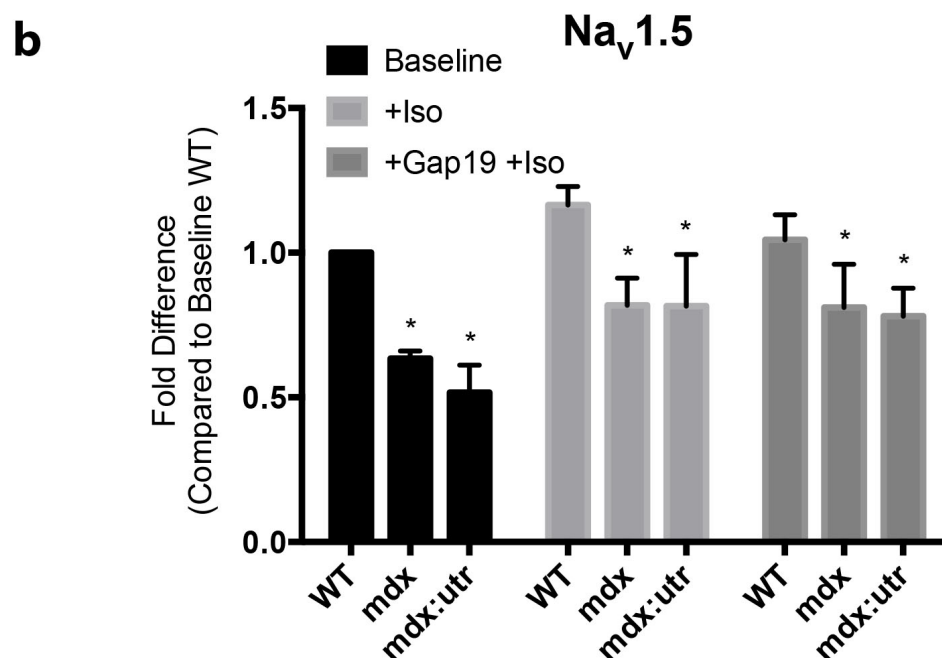 b
Nav1.5
Baseline
+Iso
+Gap19 +Iso
Fold Difference
(Compared to Baseline WT)
1.5
1.0
0.5
0.0
* * * * * *
WT mdx mdx:utr WT mdx mdx:utr WT mdx mdx:utr